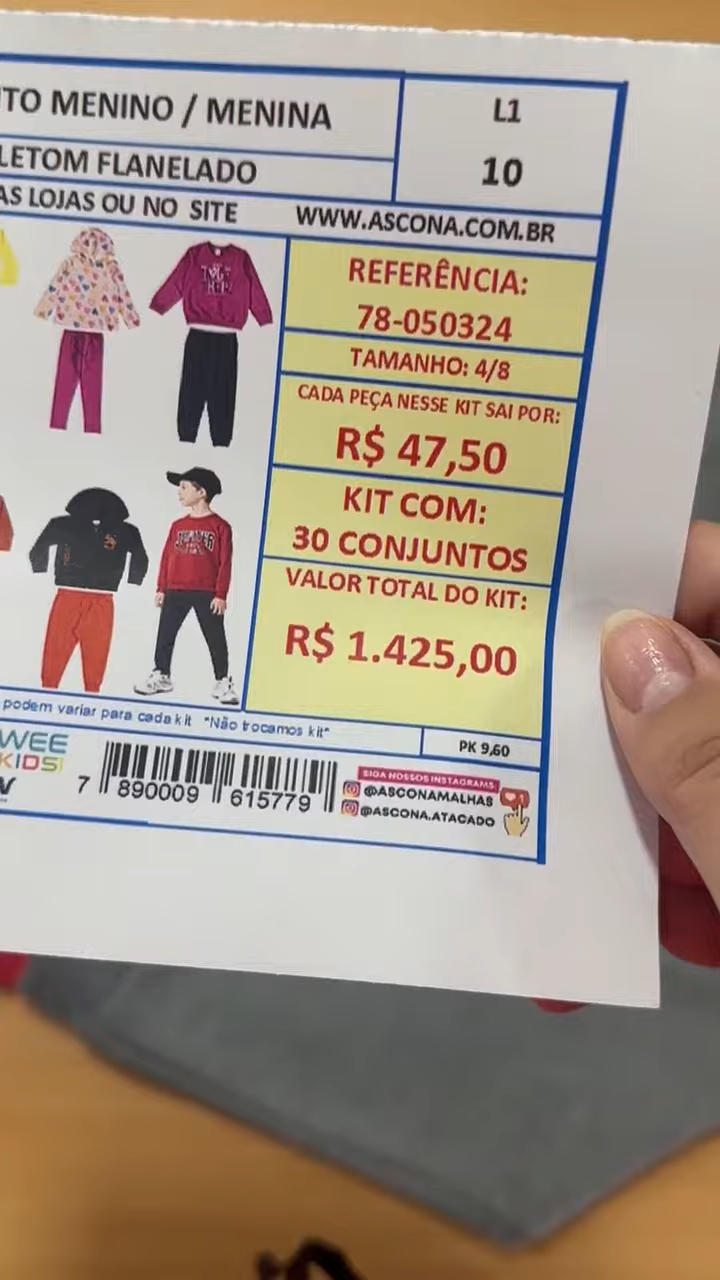 TO MENINO / MENINA
L1
LETOM FLANELADO
10
AS LOJAS OU NO SITE
WWW.ASCONA.COM.BR
REFERÊNCIA:
78-050324
TAMANHO: 4/8
CADA PEÇA NESSE KIT SAI POR:
R$ 47,50
KIT COM:
30 CONJUNTOS
VALOR TOTAL DO KIT:
R$ 1.425,00
podem variar para cada kit "Não trocamos kit"
PK 9,60
WEE
KIDS!
7 890009 615779
SIGA NOSSOS INSTAGRAMS:
@ASCONAMALHAS
@ASCONA.ATACADO